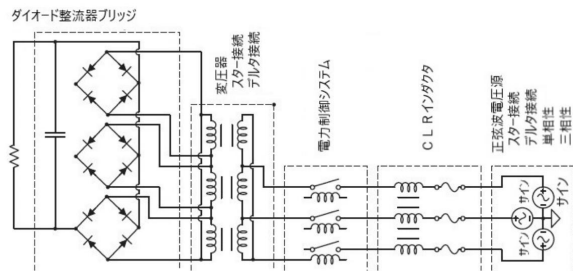 ダイオード整流器ブリッジ
変圧器
スター接続
デルタ接続
電力制御システム
CLRインダクタ
正弦波電圧源
スター接続
デルタ接続
単相性
三相性
サイン
サイン
サイン